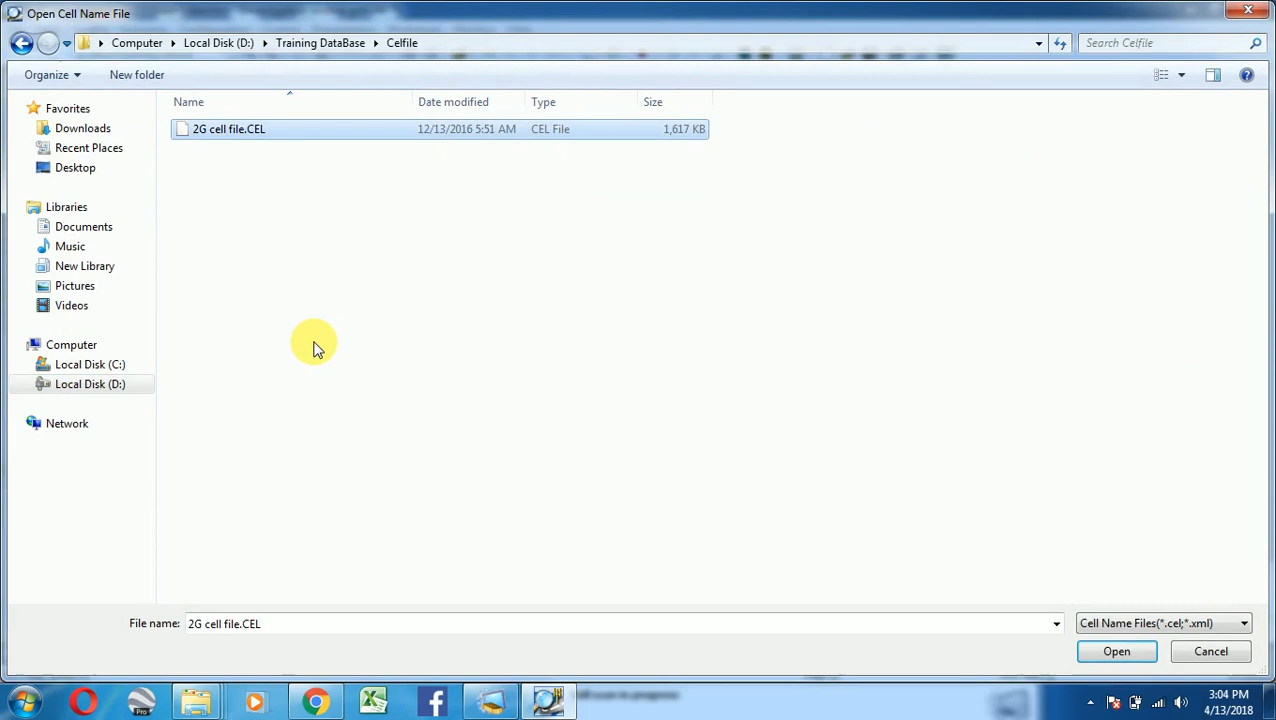 Open Cell Name File
Computer Local Disk (D:) Training DataBase Celfile
Search Celfile
Organize
New folder
Name Date modified Type Size
2G cell file.CEL 12/13/2016 5:51 AM CEL File 1,617 KB
Favorites
Downloads
Recent Places
Desktop
Libraries
Documents
Music
New Library
Pictures
Videos
Computer
Local Disk (C:)
Local Disk (D:)
Network
File name: 2G cell file.CEL
Cell Name Files(*.cel;*.xml)
Open Cancel
Pro
3:04 PM
4/13/2018